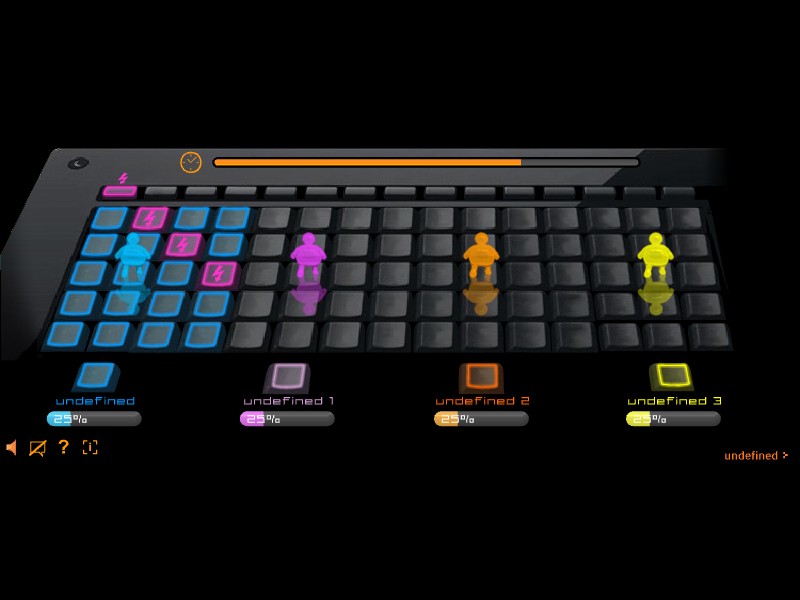 undefined
undefined 1
undefined 2
undefined 3
25%
25%
25%
25%
?
undefined >